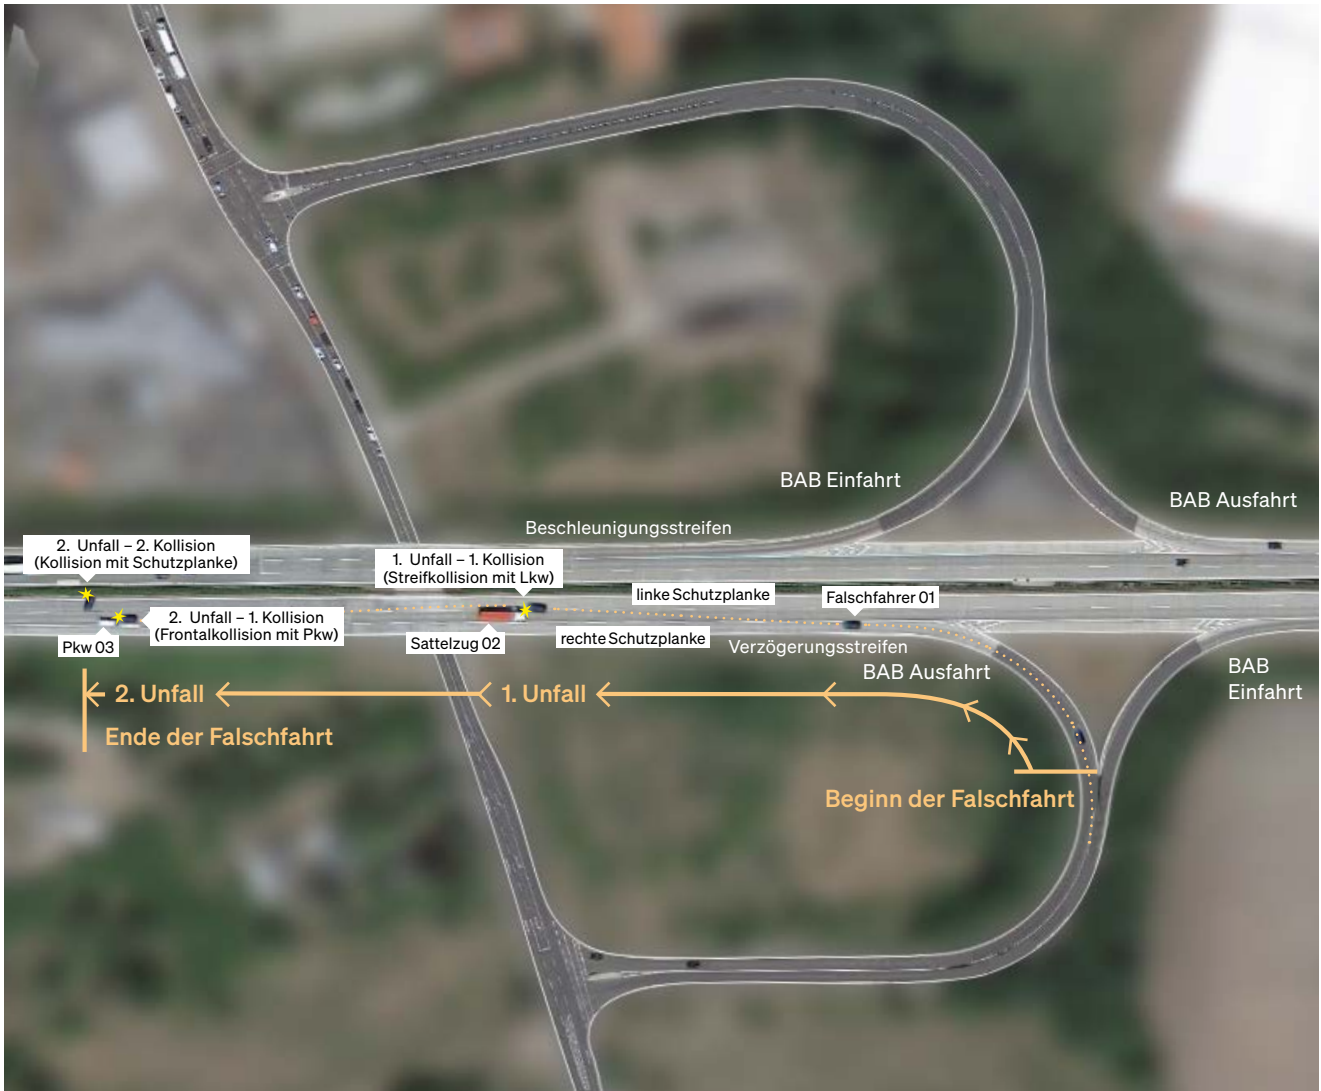 BAB Einfahrt
BAB Ausfahrt
Beschleunigungsstreifen
2. Unfall – 2. Kollision
(Kollision mit Schutzplanke)
1. Unfall – 1. Kollision
(Streifkollision mit Lkw)
linke Schutzplanke
Falschfahrer 01
2. Unfall – 1. Kollision
(Frontalkollision mit Pkw)
Pkw 03
Sattelzug 02
rechte Schutzplanke
Verzögerungsstreifen
BAB Ausfahrt
BAB
Einfahrt
2. Unfall
1. Unfall
Ende der Falschfahrt
Beginn der Falschfahrt